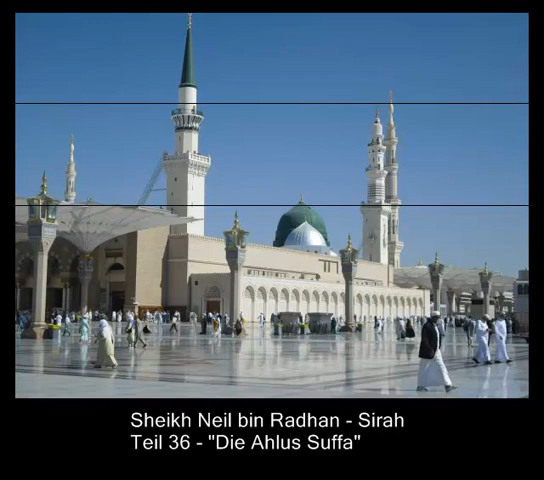 Sheikh Neil bin Radhan - Sirah
Teil 36 - "Die Ahlus Suffa"